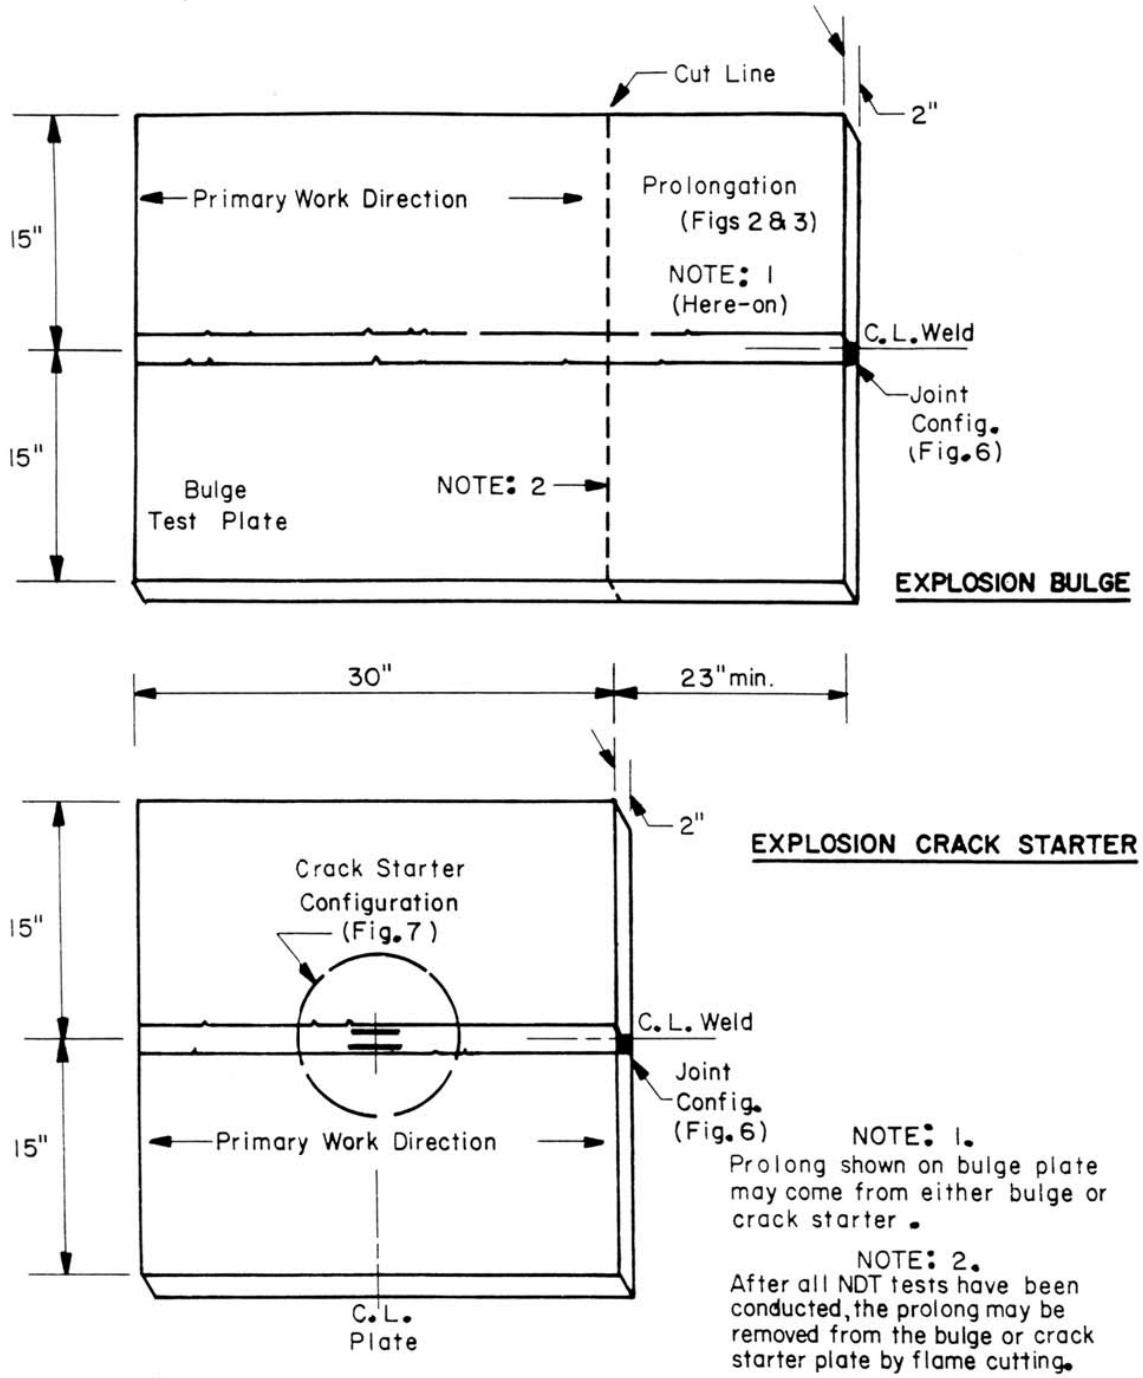 Cut Line
2"
Primary Work Direction
Prolongation
(Figs 2 & 3)
15"
NOTE: 1
(Here-on)
C.L. Weld
Joint
Config.
(Fig. 6)
15"
NOTE: 2
Bulge
Test Plate
EXPLOSION BULGE
30"
23" min.
2"
EXPLOSION CRACK STARTER
Crack Starter
Configuration
(Fig. 7)
15"
C.L. Weld
Joint
Config.
(Fig. 6)
15"
Primary Work Direction
C.L.
Plate
NOTE: 1.
Prolong shown on bulge plate
may come from either bulge or
crack starter.
NOTE: 2.
After all NDT tests have been
conducted, the prolong may be
removed from the bulge or crack
starter plate by flame cutting.